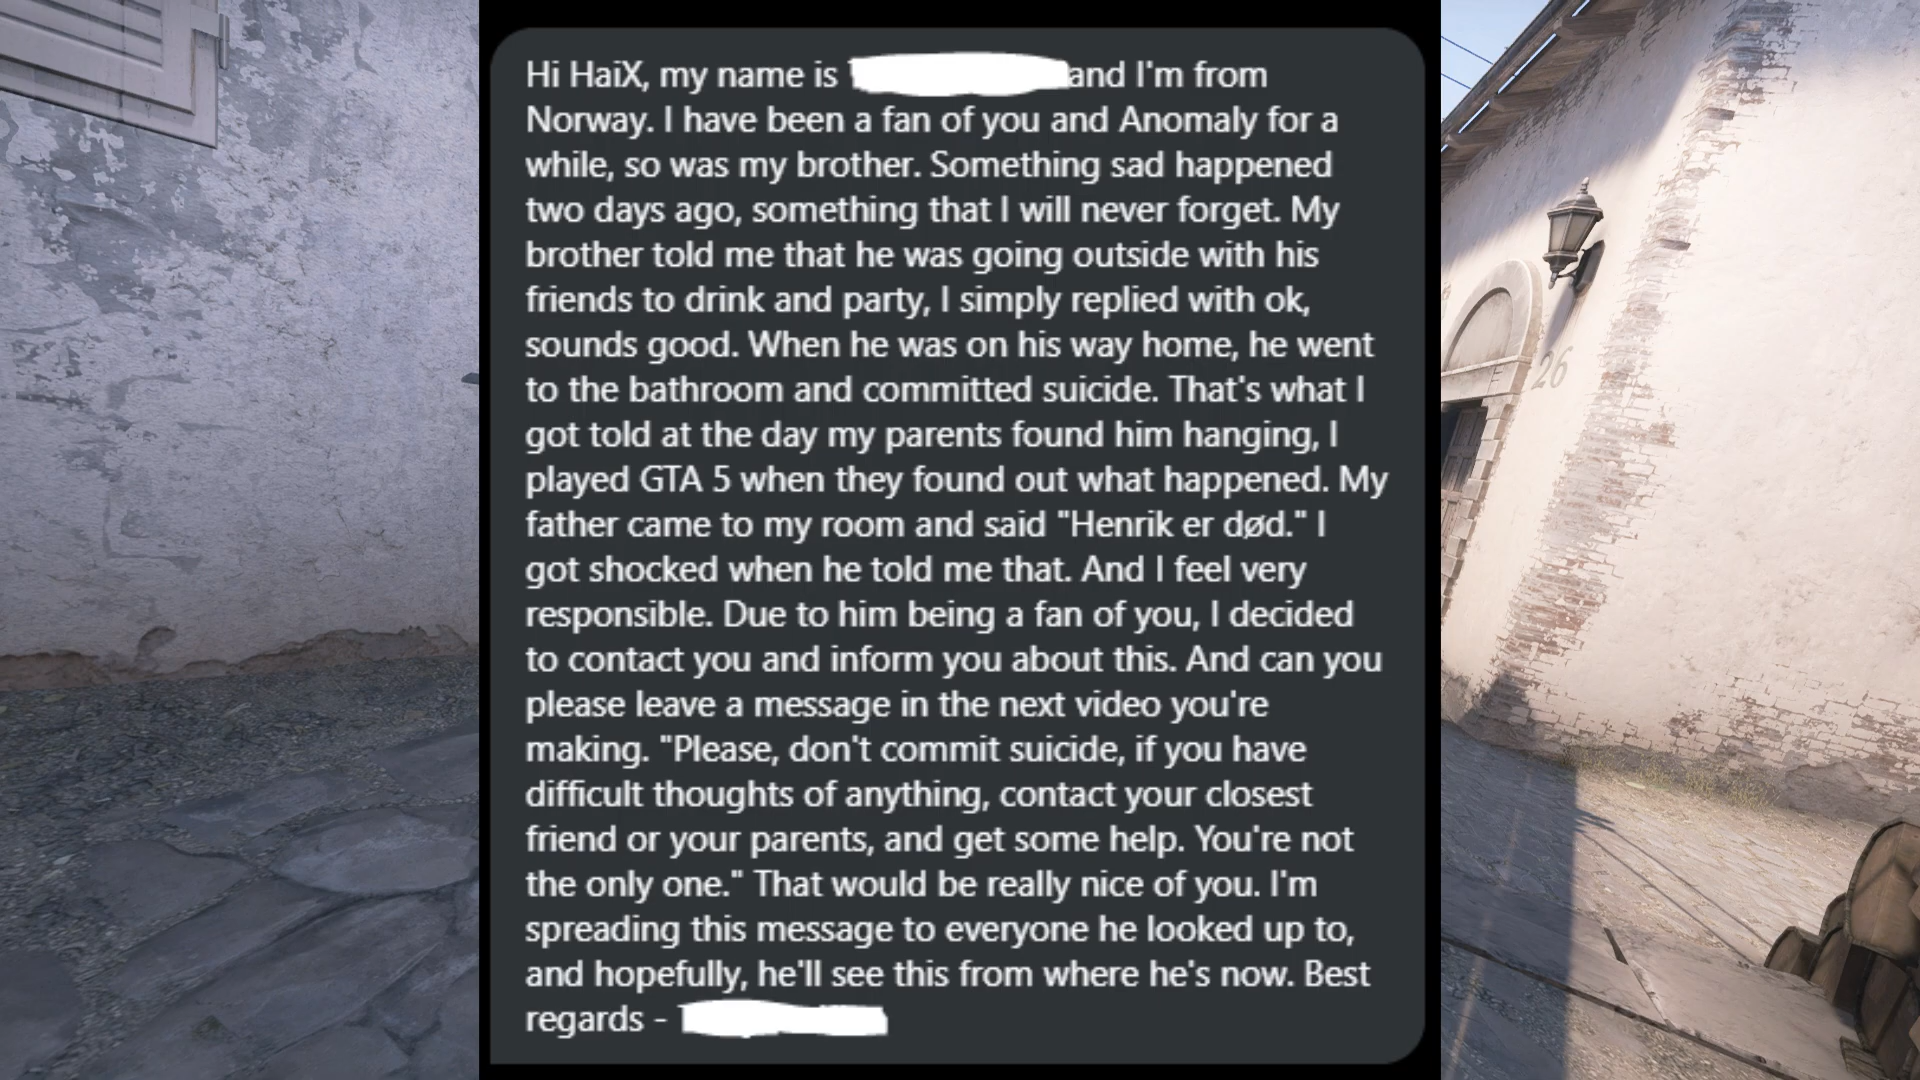 Hi HaiX, my name is and I'm from
Norway. I have been a fan of you and Anomaly for a
while, so was my brother. Something sad happened
two days ago, something that I will never forget. My
brother told me that he was going outside with his
friends to drink and party, I simply replied with ok,
sounds good. When he was on his way home, he went
to the bathroom and committed suicide. That's what I
got told at the day my parents found him hanging, I
played GTA 5 when they found out what happened. My
father came to my room and said "Henrik er død." I
got shocked when he told me that. And I feel very
responsible. Due to him being a fan of you, I decided
to contact you and inform you about this. And can you
please leave a message in the next video you're
making. "Please, don't commit suicide, if you have
difficult thoughts of anything, contact your closest
friend or your parents, and get some help. You're not
the only one." That would be really nice of you. I'm
spreading this message to everyone he looked up to,
and hopefully, he'll see this from where he's now. Best
regards -
26